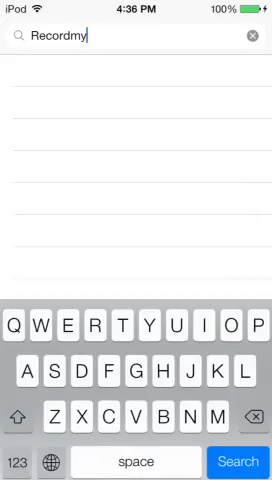 iPod 4:36 PM 100%
Recordmy
Q W E R T Y U I O P
A S D F G H J K L
Z X C V B N M
123 space Search